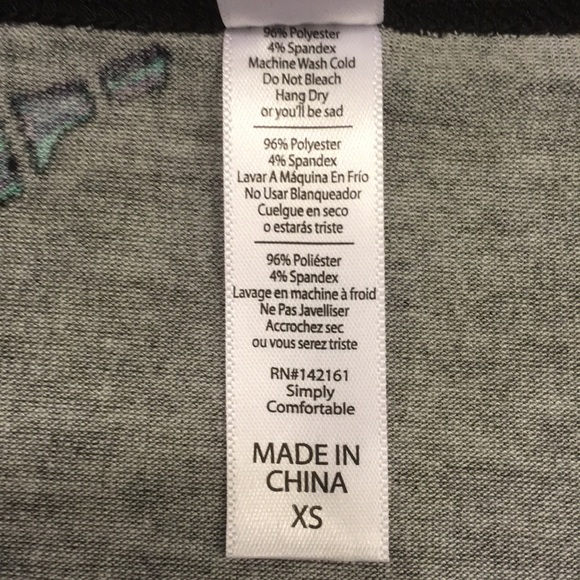 96% Polyester
4% Spandex
Machine Wash Cold
Do Not Bleach
Hang Dry
or you'll be sad
96% Polyester
4% Spandex
Lavar A Máquina En Frío
No Usar Blanqueador
Cuelgue en seco
o estarás triste
96% Poliéster
4% Spandex
Lavage en machine à froid
Ne Pas Javelliser
Accrochez sec
ou vous serez triste
RN#142161
Simply
Comfortable
MADE IN
CHINA
XS